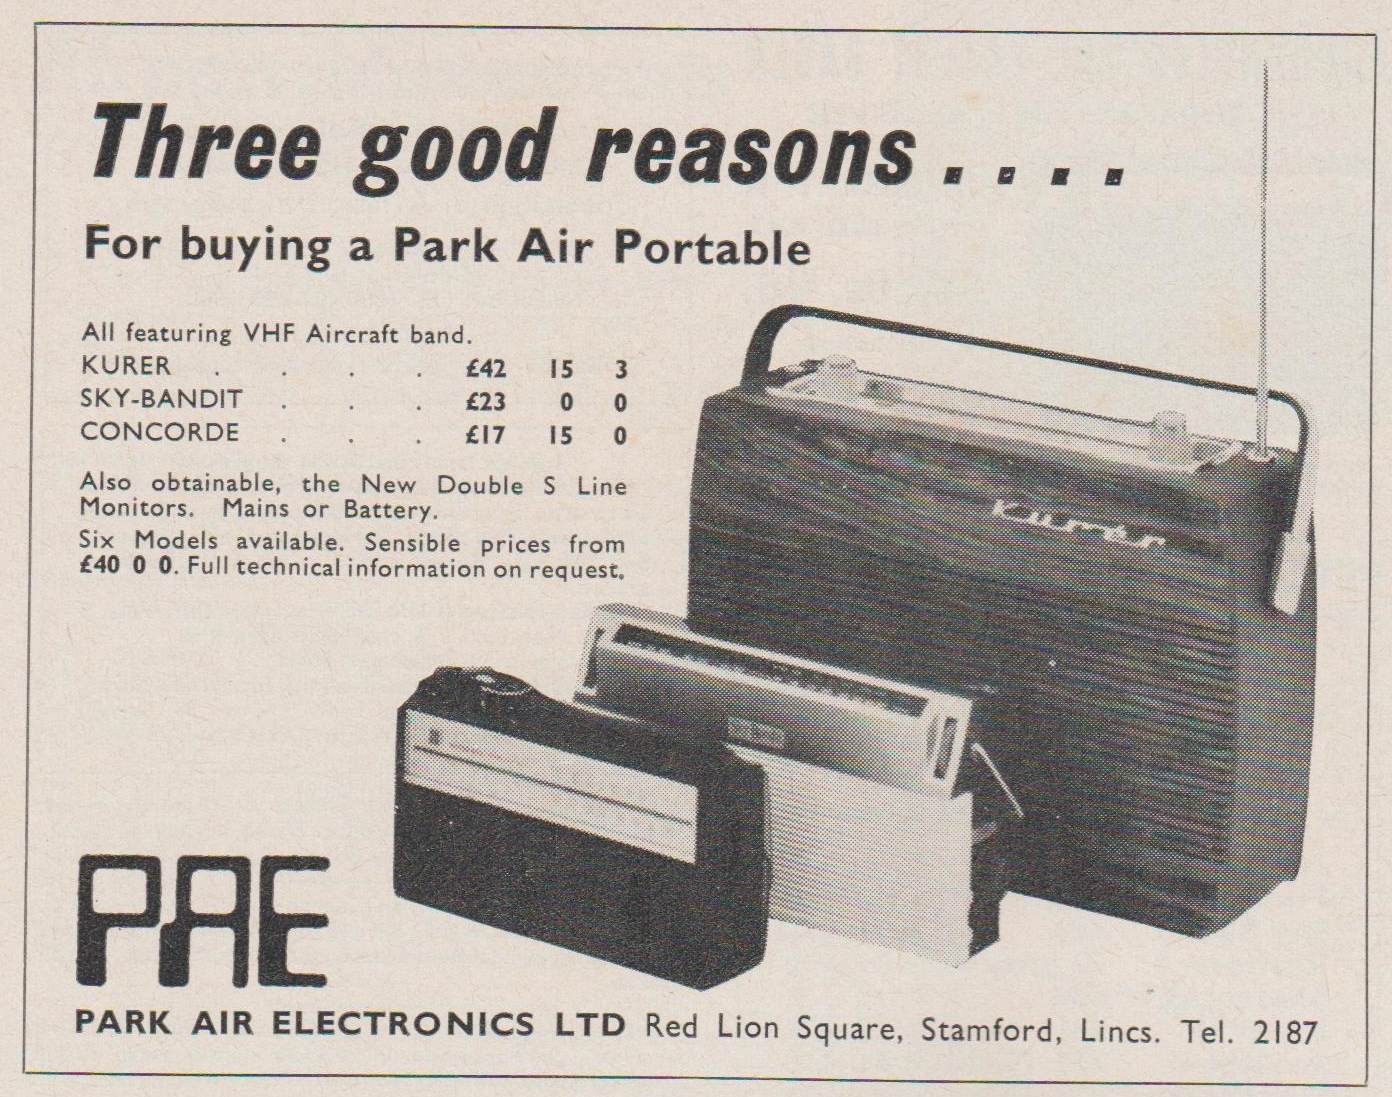 Three good reasons . . . .
For buying a Park Air Portable
All featuring VHF Aircraft band.
KURER . . . . £42 15 3
SKY-BANDIT . . . £23 0 0
CONCORDE . . . £17 15 0
Also obtainable, the New Double S Line
Monitors. Mains or Battery.
Six Models available. Sensible prices from
£40 0 0. Full technical information on request.
Kurer
PAE
PARK AIR ELECTRONICS LTD Red Lion Square, Stamford, Lincs. Tel. 2187